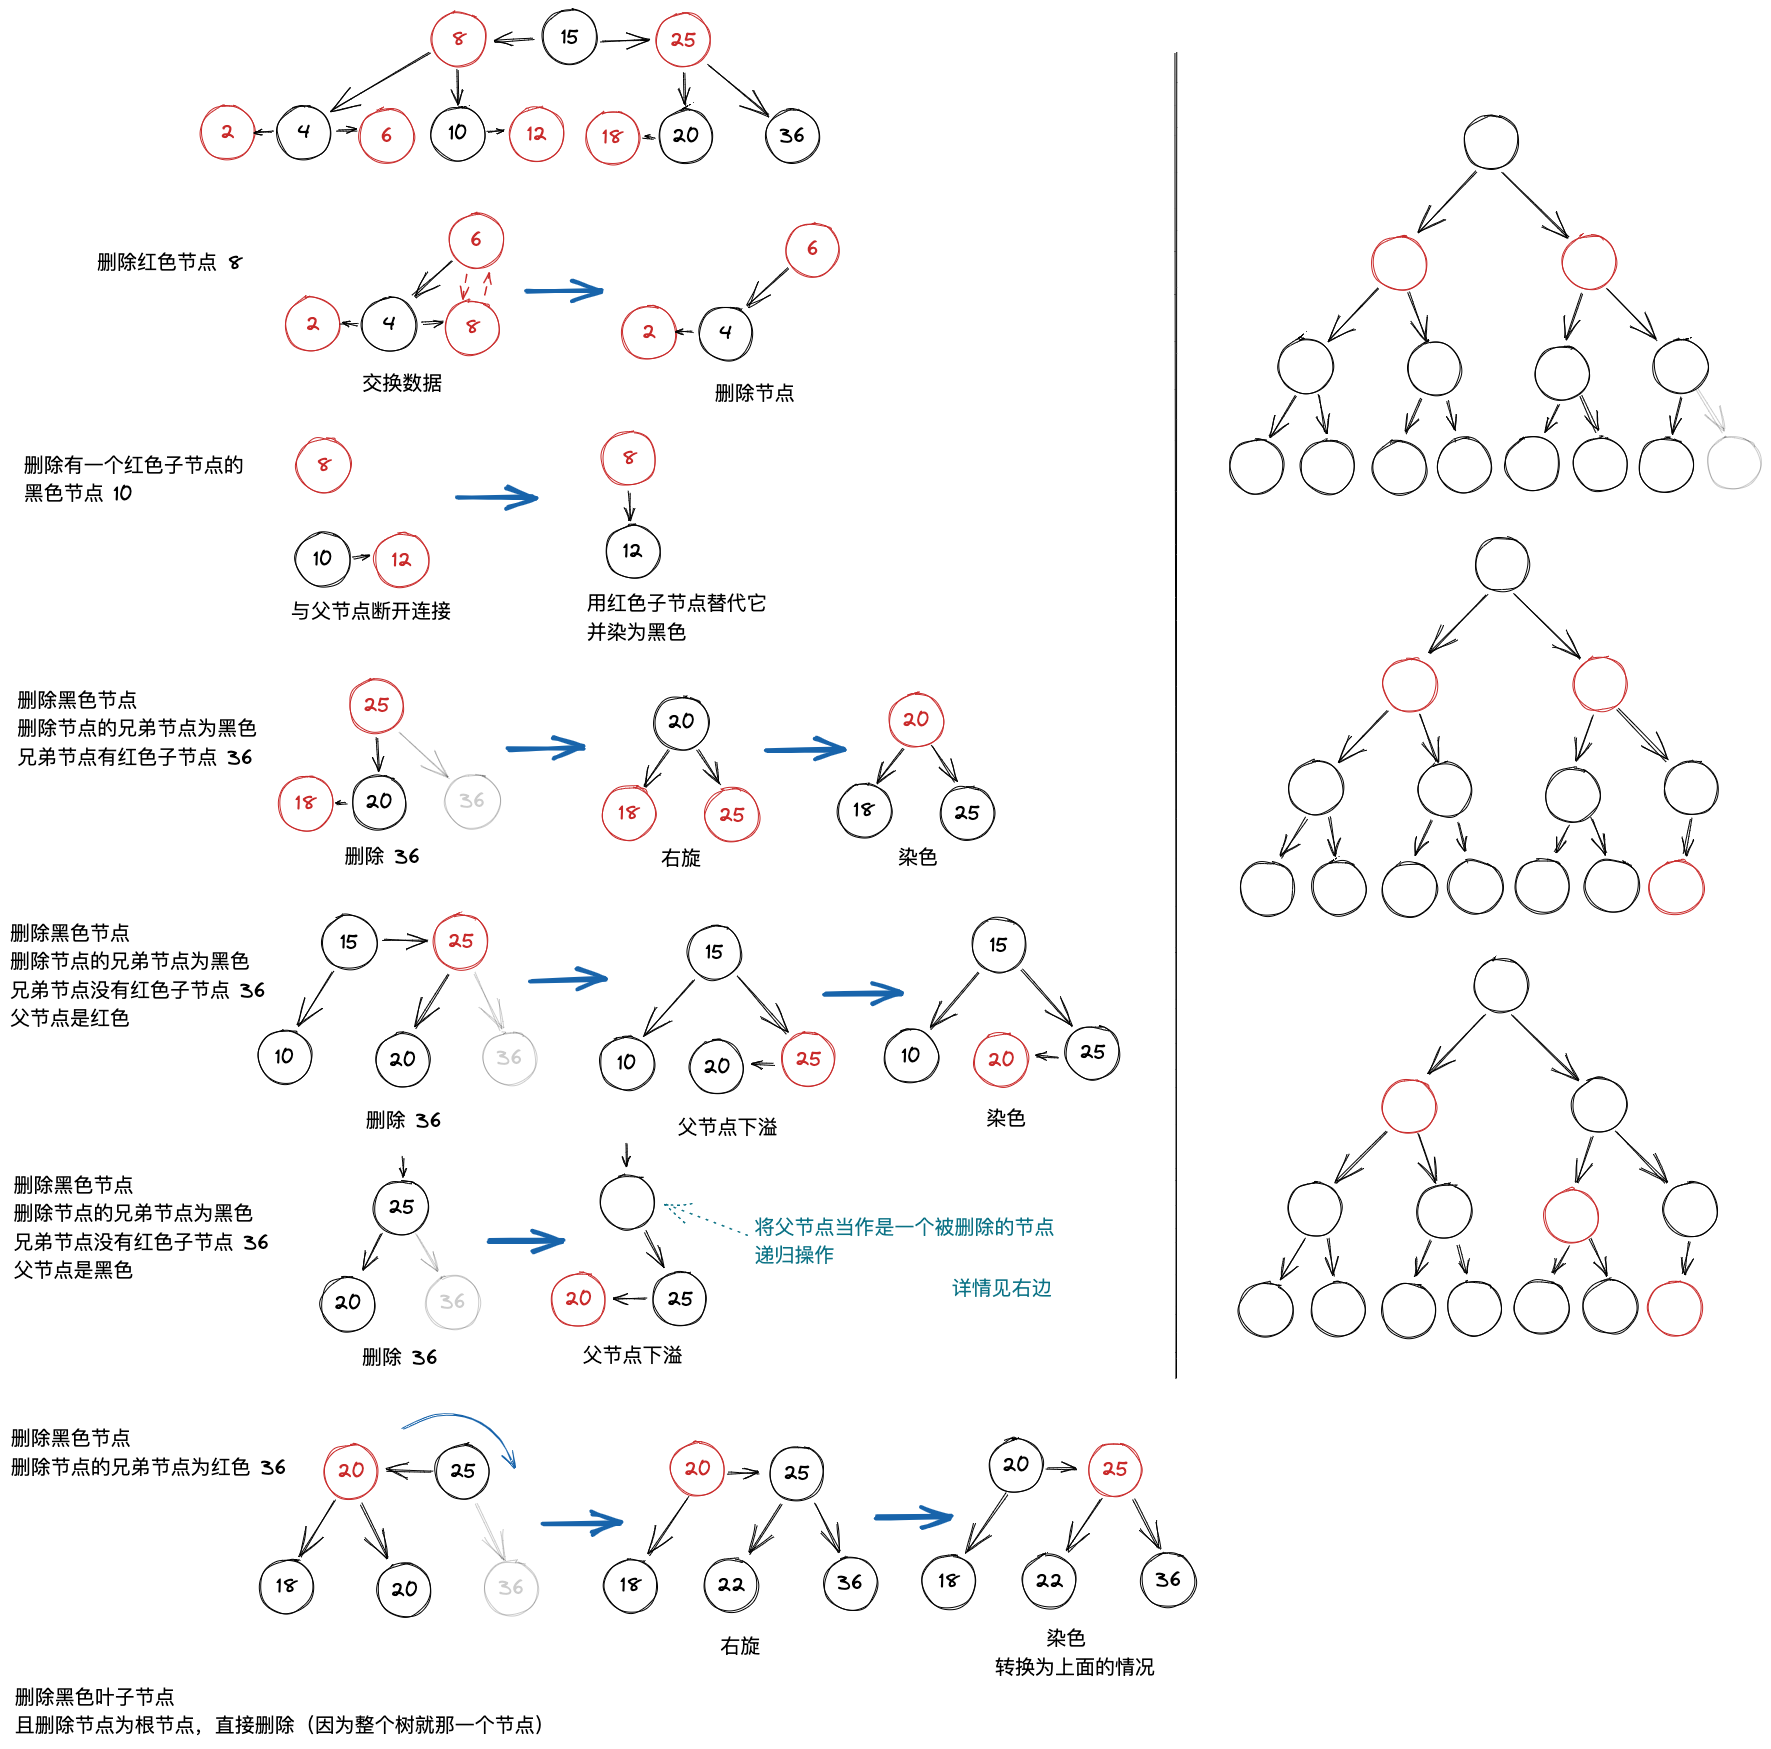 8 15 25
2 4 6 10 12 18 20 36
删除红色节点 8
6
2 4 8
交换数据
6
2 4
删除节点
删除有一个红色子节点的
黑色节点 10
8
10 12
与父节点断开连接
8
12
用红色子节点替代它
并染为黑色
删除黑色节点
删除节点的兄弟节点为黑色
兄弟节点有红色子节点 36
25
18 20 36
删除 36
20
18 25
右旋
20
18 25
染色
删除黑色节点
删除节点的兄弟节点为黑色
兄弟节点没有红色子节点 36
父节点是红色
15 25
10 20 36
删除 36
15
10 20 25
父节点下溢
15
10 20 25
染色
删除黑色节点
删除节点的兄弟节点为黑色
兄弟节点没有红色子节点 36
父节点是黑色
25
20 36
删除 36
20 25
父节点下溢
将父节点当作是一个被删除的节点
递归操作
详情见右边
删除黑色节点
删除节点的兄弟节点为红色 36
20 25
18 20 36
20 25
18 22 36
右旋
20 25
18 22 36
染色
转换为上面的情况
删除黑色叶子节点
且删除节点为根节点，直接删除（因为整个树就那一个节点）